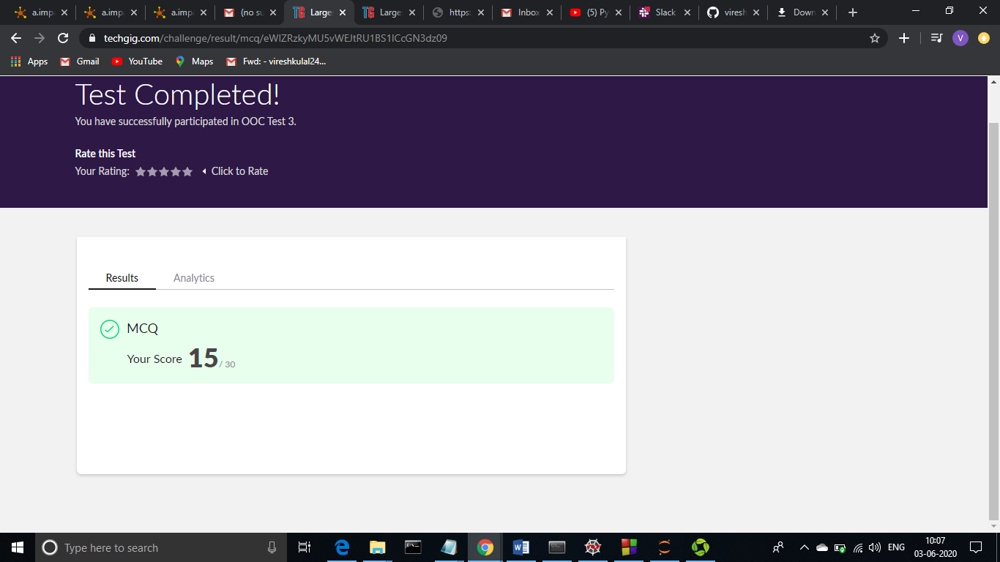 a.imp
a.imp
a.imp
(no su
Large
Large
https:
Inbox
(5) Py
Slack
viresh
Down
techgig.com/challenge/result/mcq/eWlZRzkyMU5vWEJtRU1BS1lCcGN3dz09
V
Apps
Gmail
YouTube
Maps
Fwd: - vireshkulal24...
Test Completed!
You have successfully participated in OOC Test 3.
Rate this Test
Your Rating:
Click to Rate
Results
Analytics
MCQ
Your Score 15 / 30
Type here to search
ENG
10:07
03-06-2020